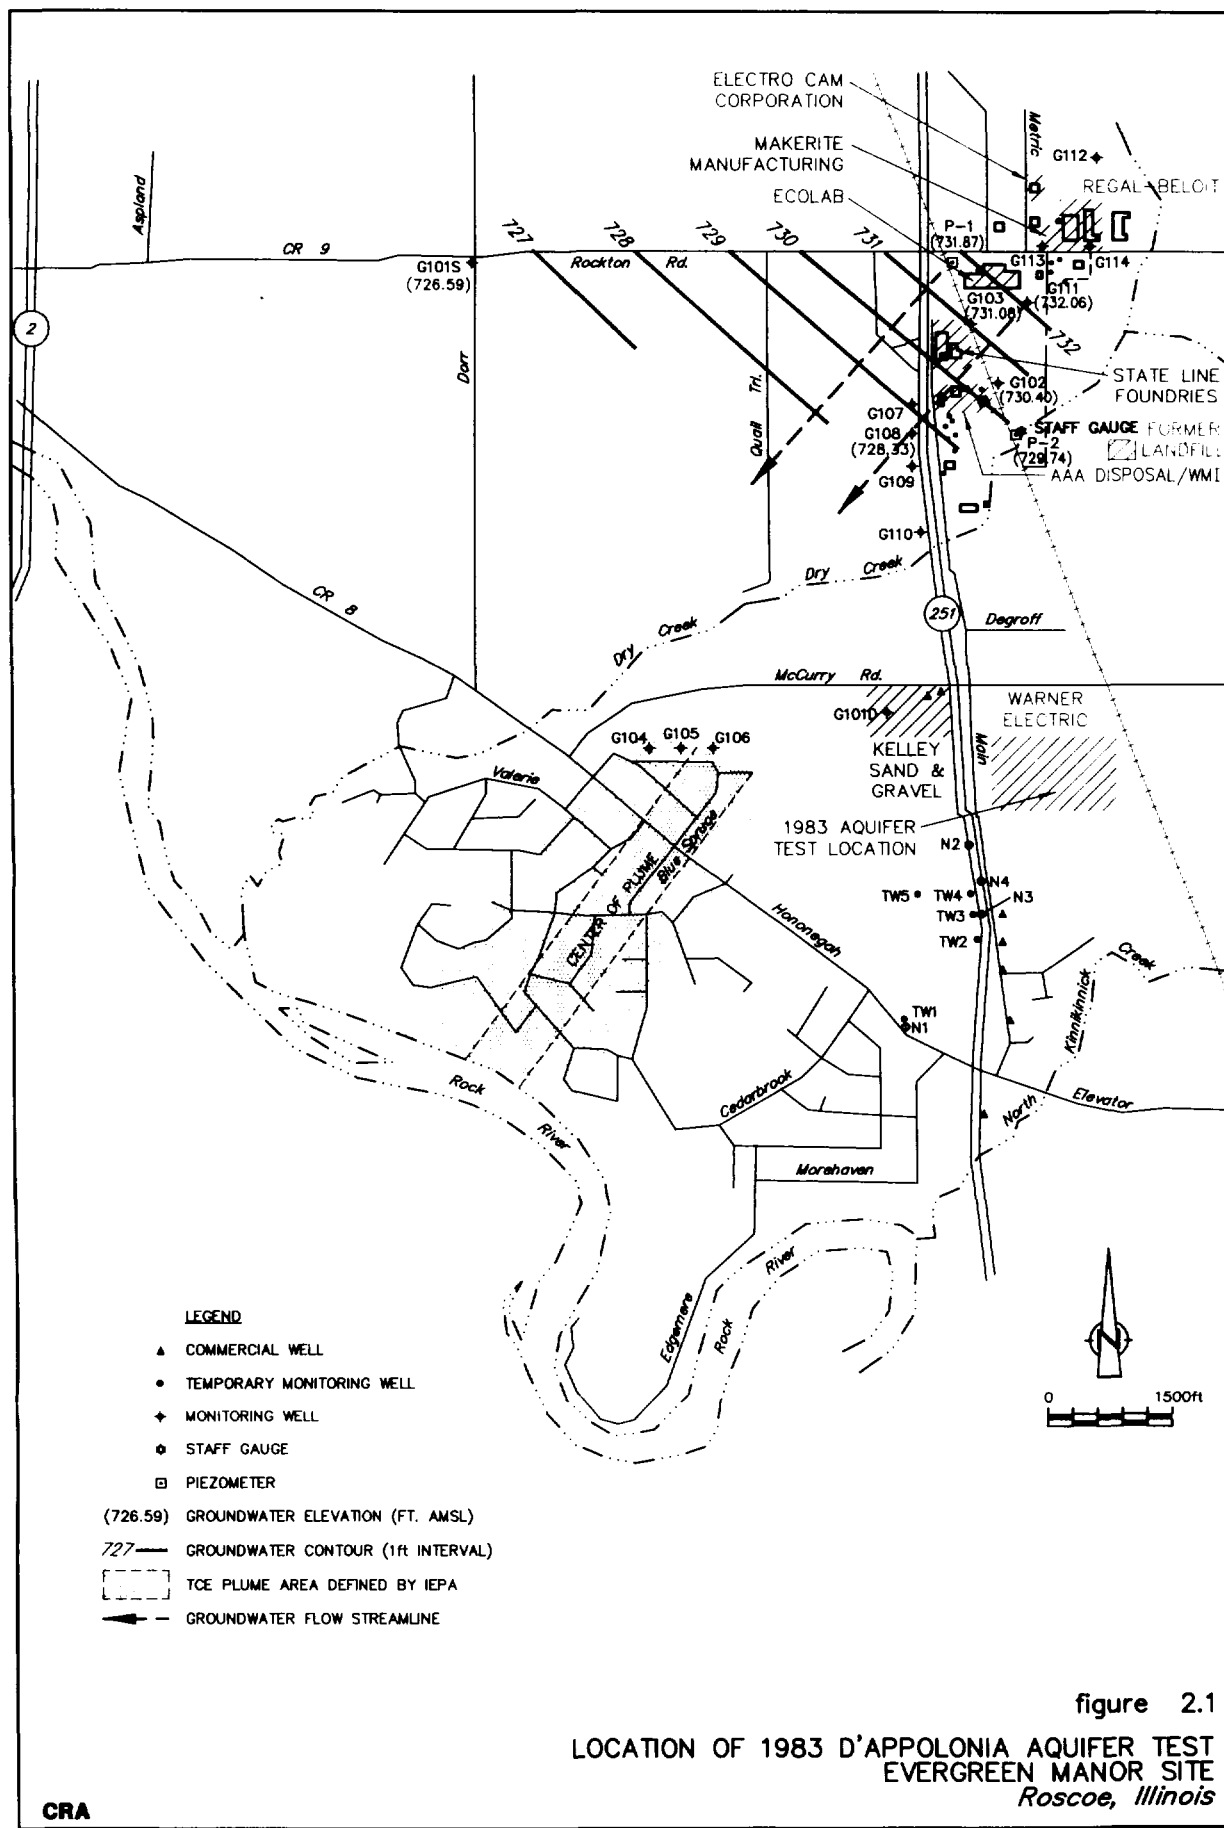 ELECTRO CAM
CORPORATION
MAKERITE
MANUFACTURING
ECOLAB
Metric
G112
REGAL-BELOIT
Aspland
CR 9
727
728
729
730
731
P-1
(731.87)
G113
G114
G101S
(726.59)
Rockton Rd.
G103
(731.08)
G111
(732.06)
732
2
Dorr
Quail Trl.
STATE LINE
FOUNDRIES
G102
(730.40)
G107
G108
(728.33)
G109
STAFF GAUGE
P-2
(729.74)
FORMER
LANDFILL
AAA DISPOSAL/WMI
G110
Dry Creek
CR 8
251
Degroff
Dry Creek
McCurry Rd.
G101D
WARNER
ELECTRIC
G104
G105
G106
KELLEY
SAND &
GRAVEL
Main
Valerie
Blue Spruce
CENTER OF PLUME
1983 AQUIFER
TEST LOCATION
N2
N4
TW5
TW4
N3
TW3
TW2
Hononegah
Creek
Kinnikinnick
North
TW1
N1
Rock
River
Cedarbrook
Elevator
Morehaven
River
Rock
Edgemere
N
0 1500ft
LEGEND
COMMERCIAL WELL
TEMPORARY MONITORING WELL
MONITORING WELL
STAFF GAUGE
PIEZOMETER
(726.59) GROUNDWATER ELEVATION (FT. AMSL)
727 GROUNDWATER CONTOUR (1ft INTERVAL)
TCE PLUME AREA DEFINED BY IEPA
GROUNDWATER FLOW STREAMLINE
figure 2.1
LOCATION OF 1983 D'APPOLONIA AQUIFER TEST
EVERGREEN MANOR SITE
Roscoe, Illinois
CRA